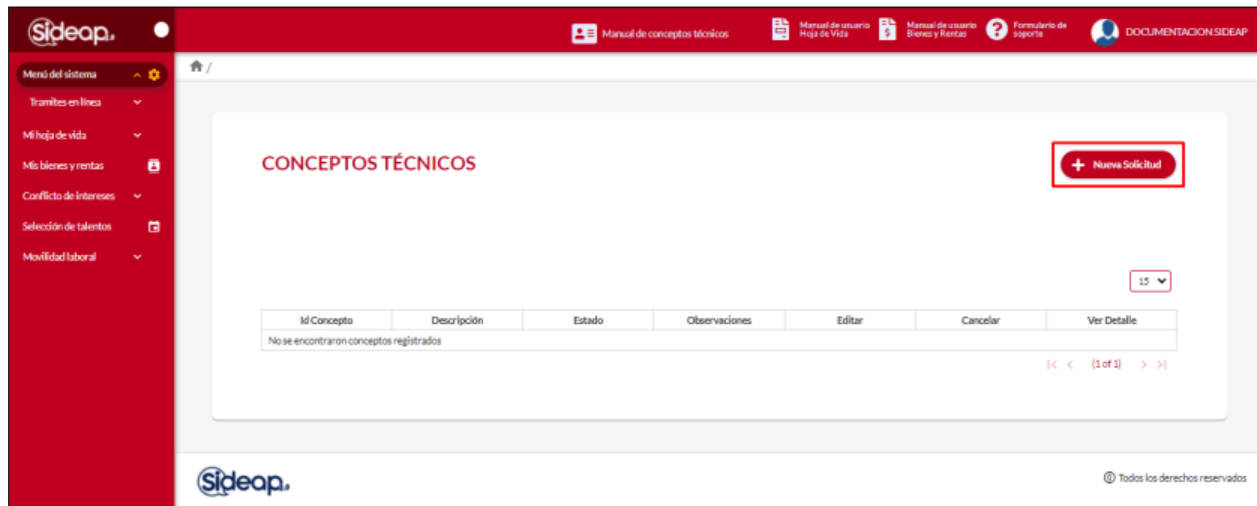 Sideap.
Manual de conceptos técnicos
Manual de usuario
Hoja de Vida
Manual de usuario
Bienes y Rentas
Formulario de
soporte
DOCUMENTACION SIDEAP
Menú del sistema
Tramites en línea
Mi hoja de vida
Mis bienes y rentas
Conflicto de intereses
Selección de talentos
Movilidad laboral
/
CONCEPTOS TÉCNICOS
+ Nueva Solicitud
15
Id Concepto Descripción Estado Observaciones Editar Cancelar Ver Detalle
No se encontraron conceptos registrados
|< < (1 of 1) > >|
Sideap.
© Todos los derechos reservados